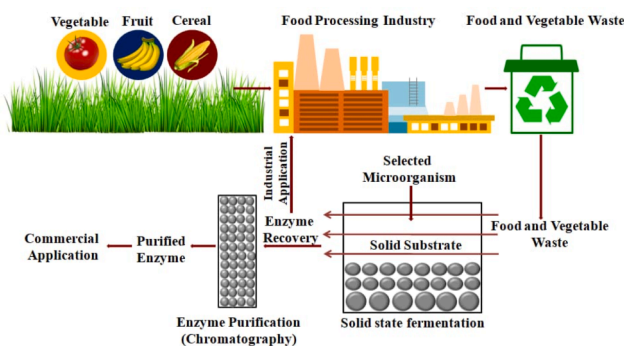 Vegetable
Fruit
Cereal
Food Processing Industry
Food and Vegetable Waste
Industrial
Application
Selected
Microorganism
Commercial
Application
Purified
Enzyme
Enzyme
Recovery
Solid Substrate
Food and Vegetable
Waste
Enzyme Purification
(Chromatography)
Solid state fermentation